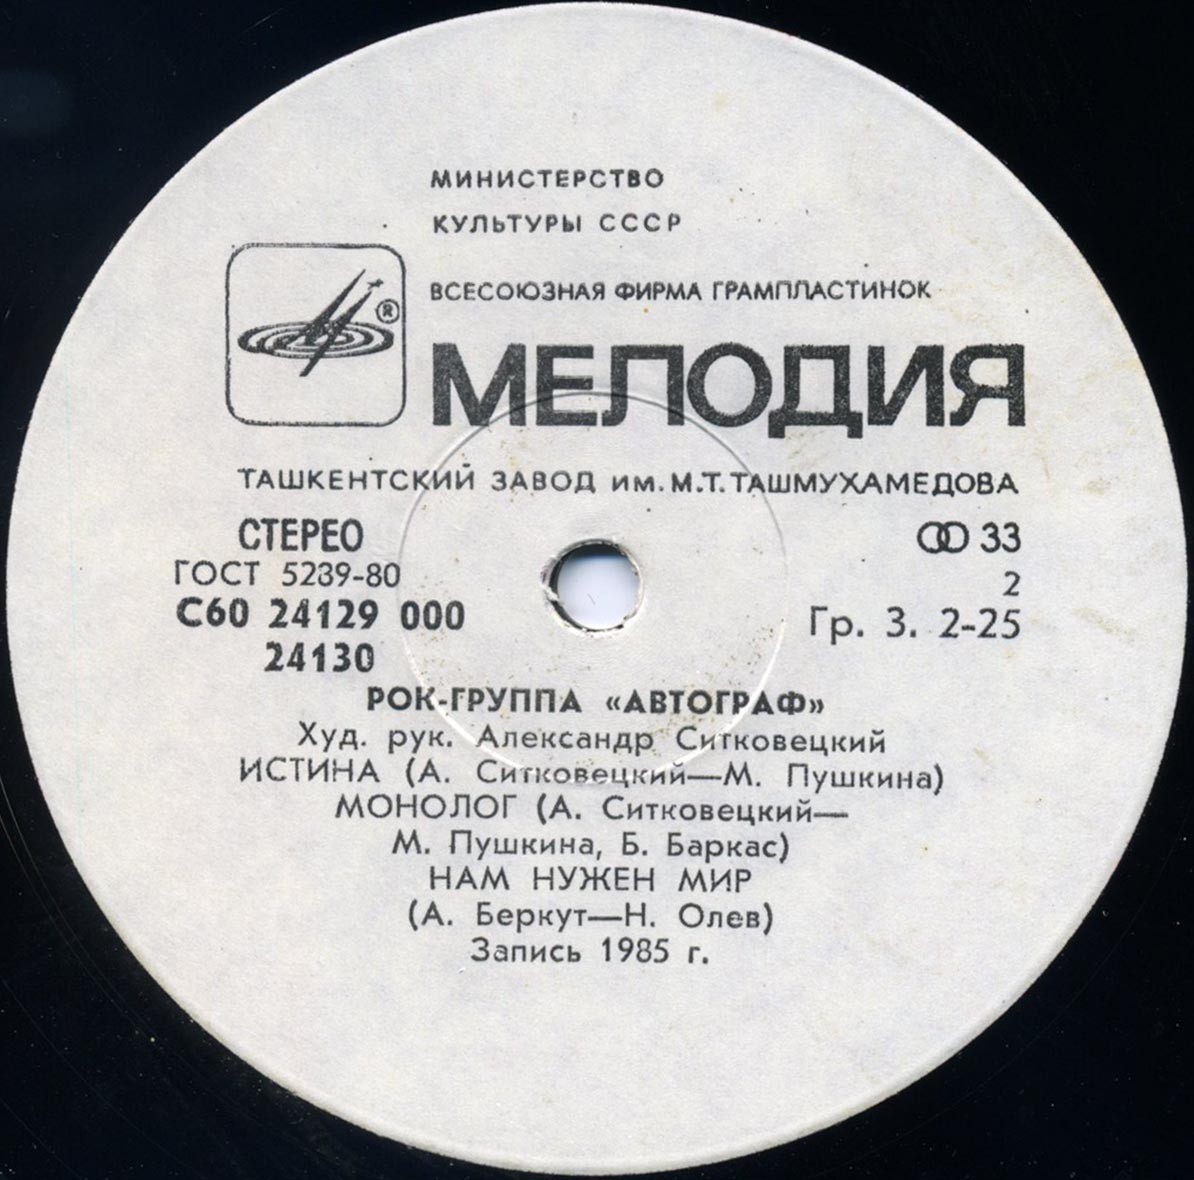 МИНИСТЕРСТВО
КУЛЬТУРЫ СССР
ВСЕСОЮЗНАЯ ФИРМА ГРАМПЛАСТИНОК
®
МЕЛОДИЯ
ТАШКЕНТСКИЙ ЗАВОД им. М.Т. ТАШМУХАМЕДОВА
СТЕРЕО
33
ГОСТ 5289-80
2
С60 24129 000
Гр. 3. 2-25
24130
РОК-ГРУППА «АВТОГРАФ»
Худ. рук. Александр Ситковецкий
ИСТИНА (А. Ситковецкий—М. Пушкина)
МОНОЛОГ (А. Ситковецкий—
М. Пушкина, Б. Баркас)
НАМ НУЖЕН МИР
(А. Беркут—Н. Олев)
Запись 1985 г.